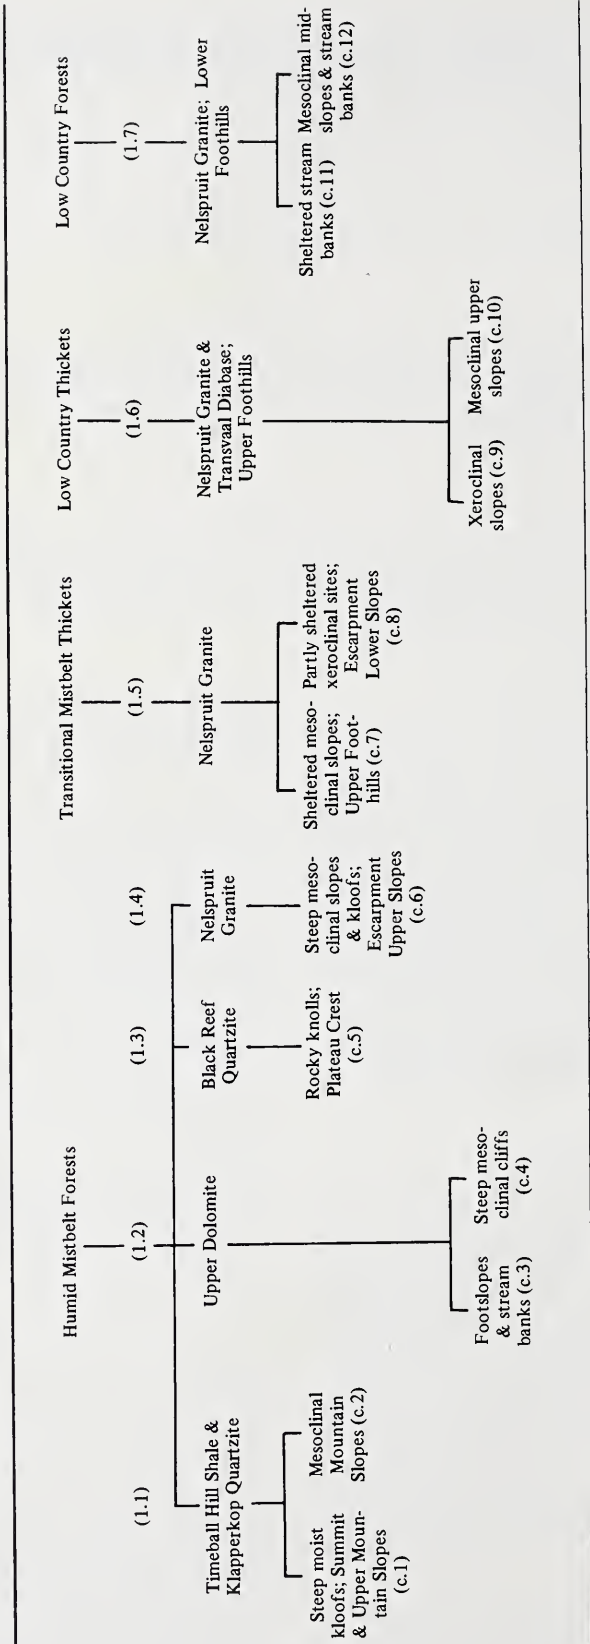 Humid Mistbelt Forests
(1.1)
(1.2)
(1.3)
(1.4)
Timeball Hill Shale &
Klapperkop Quartzite
Upper Dolomite
Black Reef
Quartzite
Nelspruit
Granite
Steep moist
kloofs; Summit
& Upper Moun-
tain Slopes
(c.1)
Mesoclinal
Mountain
Slopes (c.2)
Footslopes
& stream
banks (c.3)
Steep meso-
clinal cliffs
(c.4)
Rocky knolls;
Plateau Crest
(c.5)
Steep meso-
clinal slopes
& kloofs;
Escarpment
Upper Slopes
(c.6)
Transitional Mistbelt Thickets
(1.5)
Nelspruit Granite
Sheltered meso-
clinal slopes;
Upper Foot-
hills (c.7)
Partly sheltered
xeroclinal sites;
Escarpment
Lower Slopes
(c.8)
Low Country Thickets
(1.6)
Nelspruit Granite &
Transvaal Diabase;
Upper Foothills
Xeroclinal
slopes (c.9)
Mesoclinal upper
slopes (c.10)
Low Country Forests
(1.7)
Nelspruit Granite; Lower
Foothills
Sheltered stream
banks (c.11)
Mesoclinal mid-
slopes & stream
banks (c.12)